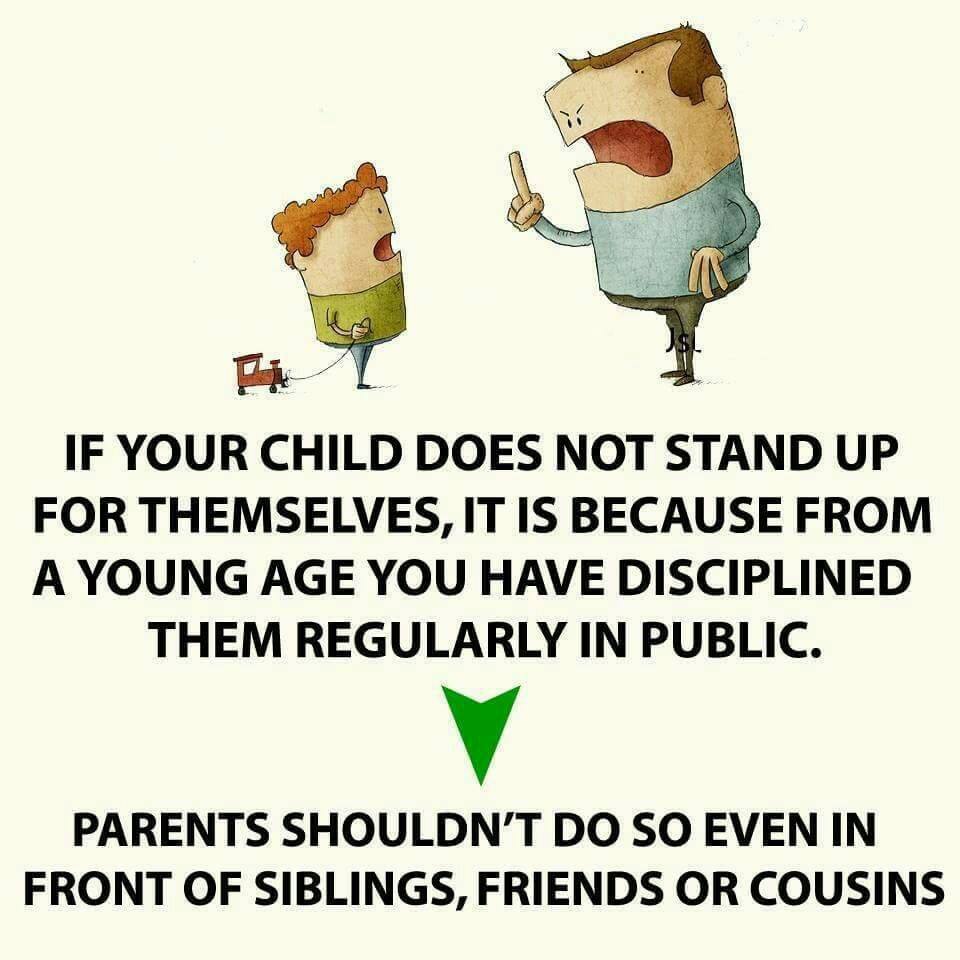 Jsl
IF YOUR CHILD DOES NOT STAND UP
FOR THEMSELVES, IT IS BECAUSE FROM
A YOUNG AGE YOU HAVE DISCIPLINED
THEM REGULARLY IN PUBLIC.
PARENTS SHOULDN'T DO SO EVEN IN
FRONT OF SIBLINGS, FRIENDS OR COUSINS